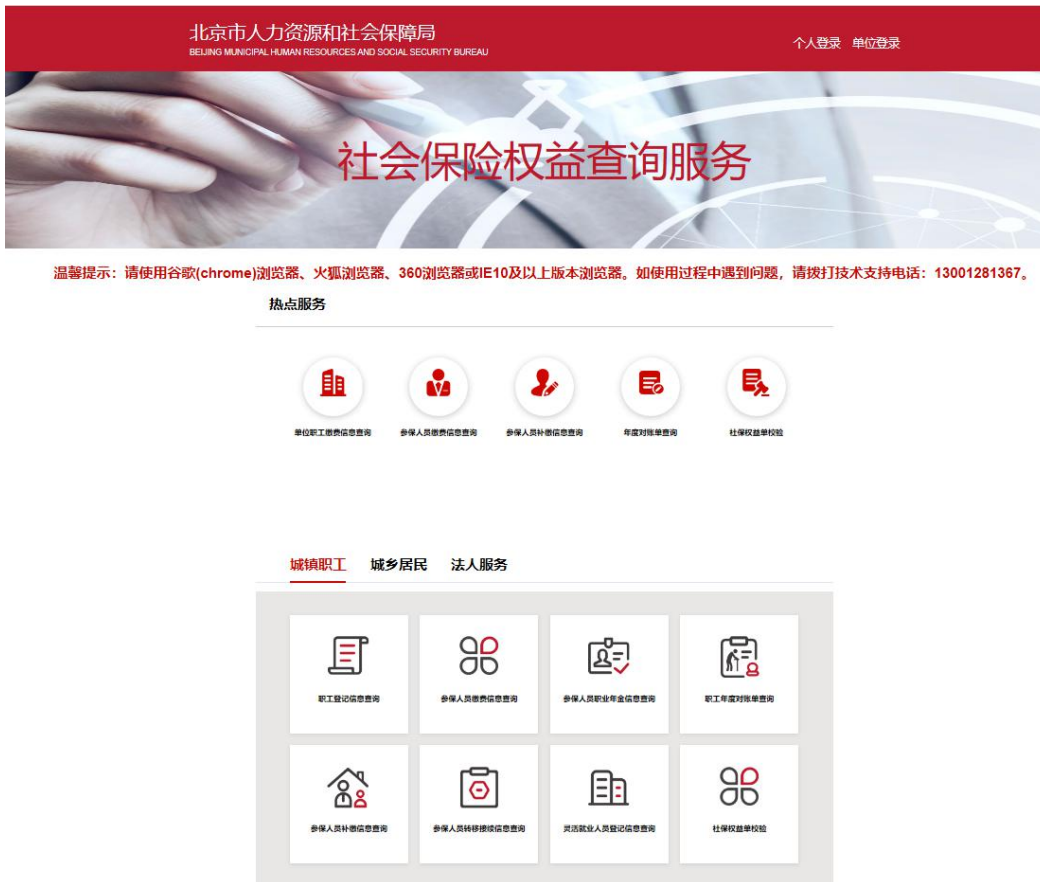 北京市人力资源和社会保障局
BEIJING MUNICIPAL HUMAN RESOURCES AND SOCIAL SECURITY BUREAU
个人登录 单位登录
社会保险权益查询服务
温馨提示：请使用谷歌(chrome)浏览器、火狐浏览器、360浏览器或IE10及以上版本浏览器。如使用过程中遇到问题，请拨打技术支持电话：13001281367。
热点服务
单位职工缴费信息查询 参保人员缴费信息查询 参保人员补缴信息查询 年度对账单查询 社保权益单校验
城镇职工 城乡居民 法人服务
职工登记信息查询 参保人员缴费信息查询 参保人员职业年金信息查询 职工年度对账单查询
参保人员补缴信息查询 参保人员转移接续信息查询 灵活就业人员登记信息查询 社保权益单校验